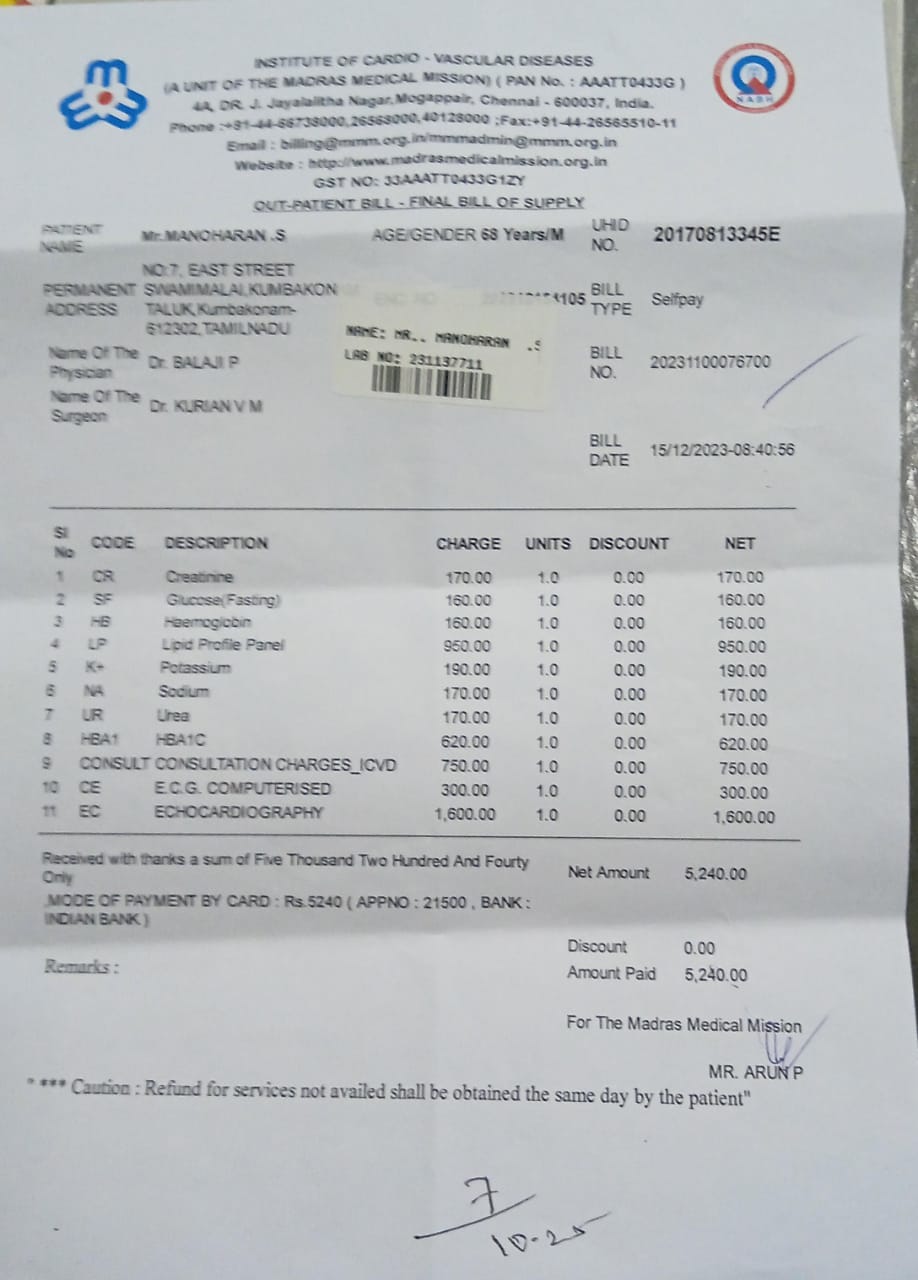 INSTITUTE OF CARDIO - VASCULAR DISEASES
(A UNIT OF THE MADRAS MEDICAL MISSION) ( PAN No. : AAATT0433G )
4A, DR. J. Jayalalitha Nagar,Mogappair, Chennai - 600037, India.
Phone :+91-44-66738000,26568000,40128000 ;Fax:+91-44-26565510-11
Email : billing@mmm.org.in/mmmadmin@mmm.org.in
Website : http://www.madrasmedicalmission.org.in
GST NO: 33AAATT0433G1ZY
NABH
OUT-PATIENT BILL - FINAL BILL OF SUPPLY
PATIENT NAME Mr.MANOHARAN .S AGE/GENDER 68 Years/M UHID NO. 20170813345E
PERMANENT ADDRESS NO:7, EAST STREET
SWAMIMALAI,KUMBAKON
TALUK,Kumbakonam-
612302,TAMILNADU
ENC NO 4105 BILL TYPE Selfpay
NAME: MR.. MANOHARAN .S
LAB NO: 231137711
Name Of The Physician Dr. BALAJI P BILL NO. 20231100076700
Name Of The Surgeon Dr. KURIAN V M
BILL DATE 15/12/2023-08:40:56
Sl No CODE DESCRIPTION CHARGE UNITS DISCOUNT NET
1 CR Creatinine 170.00 1.0 0.00 170.00
2 SF Glucose(Fasting) 160.00 1.0 0.00 160.00
3 HB Haemoglobin 160.00 1.0 0.00 160.00
4 LP Lipid Profile Panel 950.00 1.0 0.00 950.00
5 K+ Potassium 190.00 1.0 0.00 190.00
6 NA Sodium 170.00 1.0 0.00 170.00
7 UR Urea 170.00 1.0 0.00 170.00
8 HBA1 HBA1C 620.00 1.0 0.00 620.00
9 CONSULT CONSULTATION CHARGES_ICVD 750.00 1.0 0.00 750.00
10 CE E.C.G. COMPUTERISED 300.00 1.0 0.00 300.00
11 EC ECHOCARDIOGRAPHY 1,600.00 1.0 0.00 1,600.00
Received with thanks a sum of Five Thousand Two Hundred And Fourty
Only
Net Amount 5,240.00
.MODE OF PAYMENT BY CARD : Rs.5240 ( APPNO : 21500 , BANK :
INDIAN BANK )
Discount 0.00
Remarks :
Amount Paid 5,240.00
For The Madras Medical Mission
MR. ARUN P
" *** Caution : Refund for services not availed shall be obtained the same day by the patient"
7
10-25